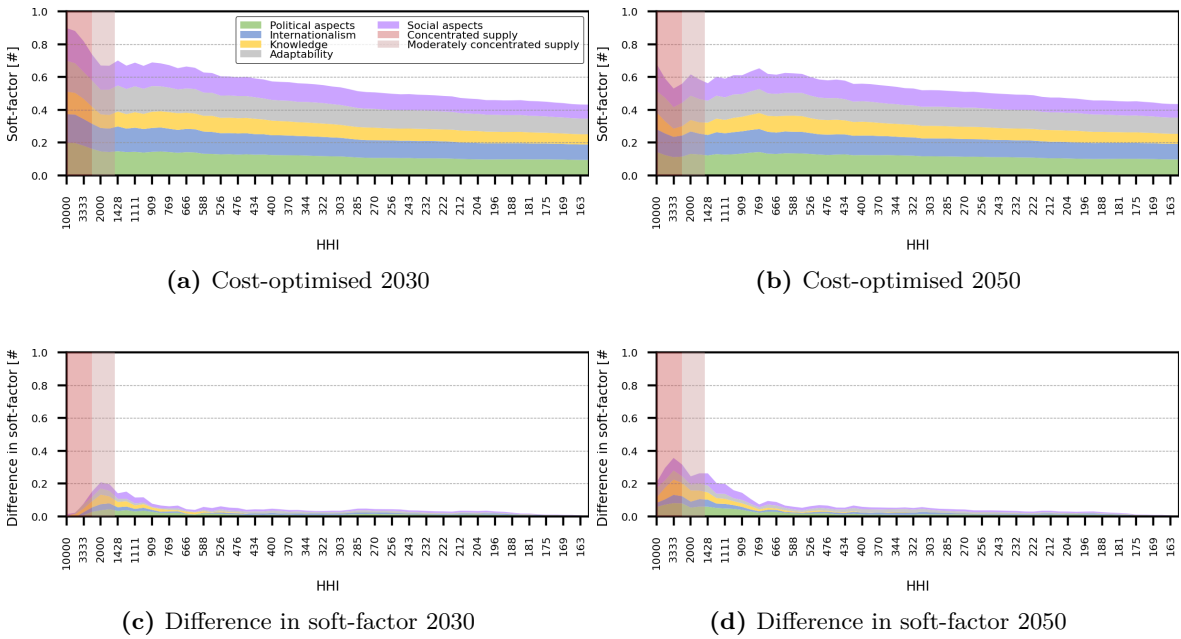 Soft-factor [#]
1.0
0.8
0.6
0.4
0.2
0.0
Political aspects
Internationalism
Knowledge
Adaptability
Social aspects
Concentrated supply
Moderately concentrated supply
10000 3333 2000 1428 1111 909 769 666 588 526 476 434 400 370 344 322 303 285 270 256 243 232 222 212 204 196 188 181 175 169 163
HHI
(a) Cost-optimised 2030
Soft-factor [#]
1.0
0.8
0.6
0.4
0.2
0.0
10000 3333 2000 1428 1111 909 769 666 588 526 476 434 400 370 344 322 303 285 270 256 243 232 222 212 204 196 188 181 175 169 163
HHI
(b) Cost-optimised 2050
Difference in soft-factor [#
1.0
0.8
0.6
0.4
0.2
0.0
10000 3333 2000 1428 1111 909 769 666 588 526 476 434 400 370 344 322 303 285 270 256 243 232 222 212 204 196 188 181 175 169 163
HHI
(c) Difference in soft-factor 2030
Difference in soft-factor [#
1.0
0.8
0.6
0.4
0.2
0.0
10000 3333 2000 1428 1111 909 769 666 588 526 476 434 400 370 344 322 303 285 270 256 243 232 222 212 204 196 188 181 175 169 163
HHI
(d) Difference in soft-factor 2050